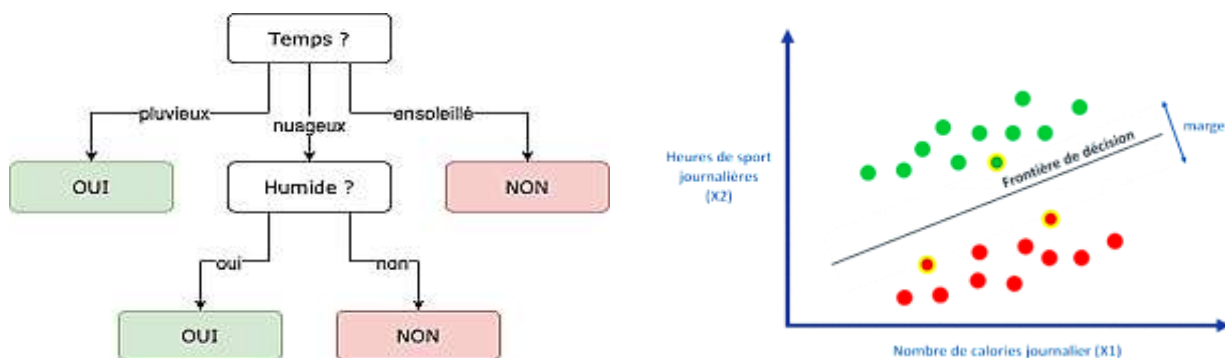 Temps ?
pluvieux
nuageux
ensoleillé
OUI
Humide ?
NON
oui
non
OUI
NON
Heures de sport
journalières
(X2)
Frontière de décision
marge
Nombre de calories journalier (X1)